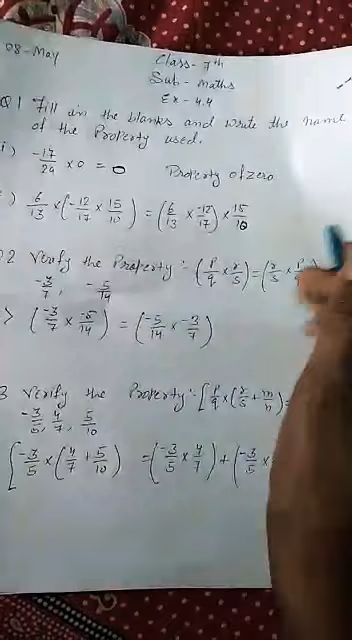 08-May
Class-7th
Sub-Maths
Ex-4.4
Q1 Fill in the blanks and write the name
of the Property used.
i) -17/29 × 0 = 0 Property of zero
) 6/13 × (-12/17 × 15/10) = (6/13 × -12/17) × 15/10
2 Verify the Property:- (p/q × r/s) = (r/s × p
-3/7, -5/14
> (-3/7 × -5/14) = (-5/14 × -3/7)
3 Verify the Property:- [p/q × (r/s + m/n) =
-3/5, 4/7, 5/10
[-3/5 × (4/7 + 5/10) = (-3/5 × 4/7) + (-3/5 ×